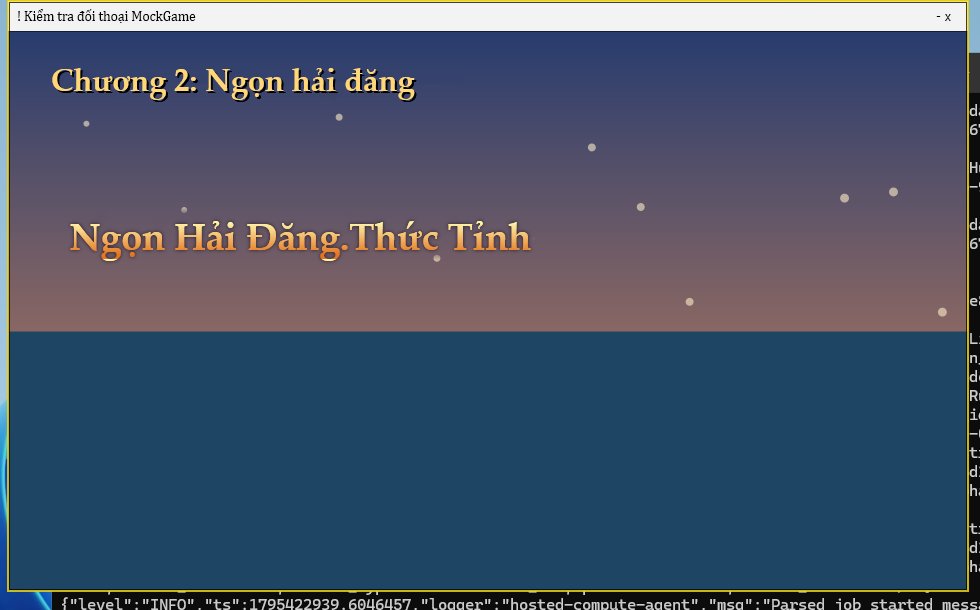 ! Kiểm tra đối thoại MockGame
- x
Chương 2: Ngọn hải đăng
Ngọn Hải Đăng.Thức Tỉnh
{"level":"INFO","ts":1795422939.6046457,"logger":"hosted-compute-agent","msg":"Parsed job started mes